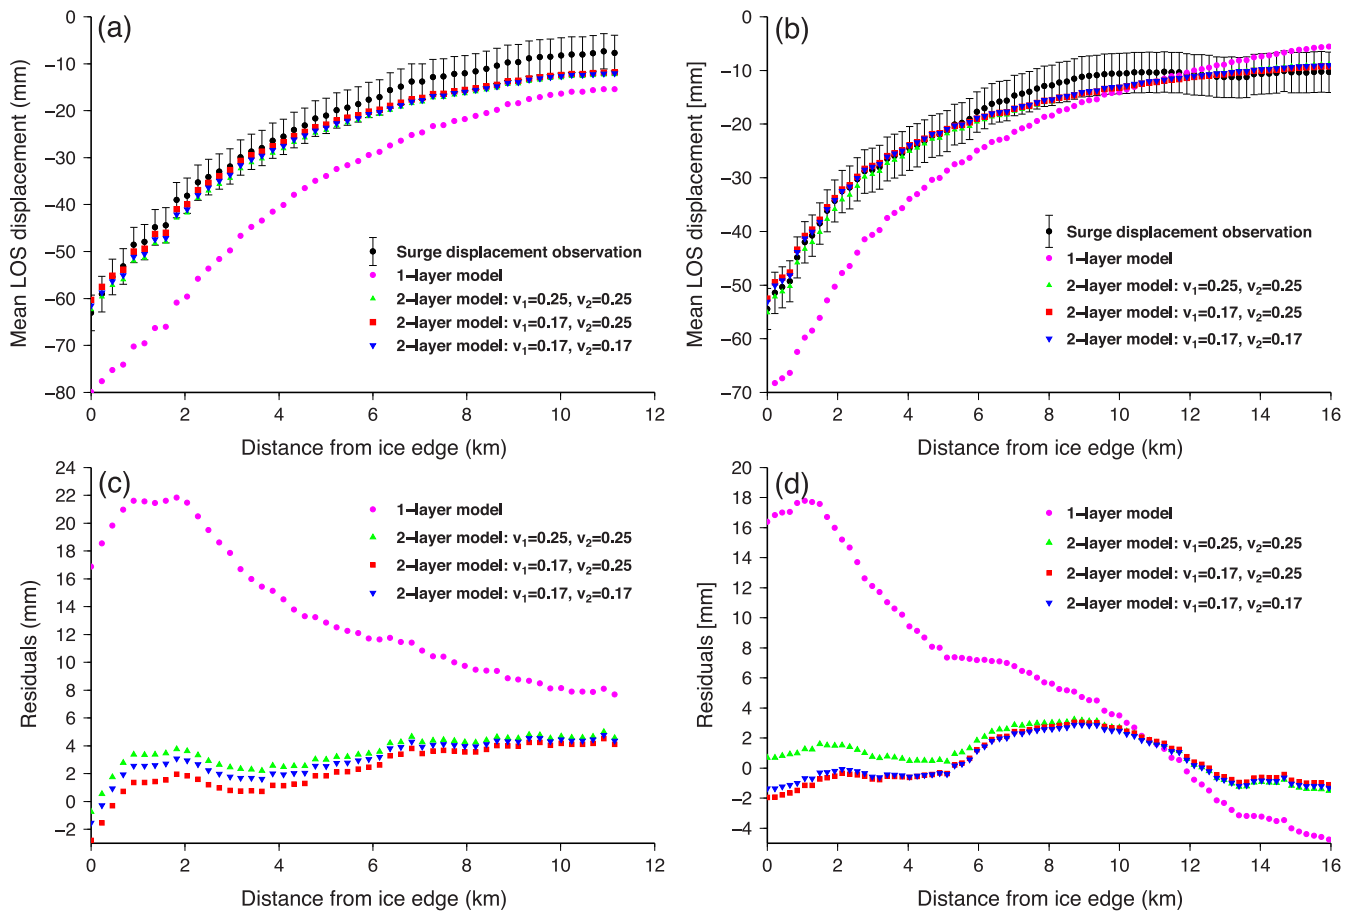 (a)
Mean LOS displacement (mm)
0
−10
−20
−30
−40
−50
−60
−70
−80
0 2 4 6 8 10 12
Distance from ice edge (km)
Surge displacement observation
1−layer model
2−layer model: v1=0.25, v2=0.25
2−layer model: v1=0.17, v2=0.25
2−layer model: v1=0.17, v2=0.17
(b)
Mean LOS displacement [mm]
0
−10
−20
−30
−40
−50
−60
−70
0 2 4 6 8 10 12 14 16
Distance from ice edge (km)
Surge displacement observation
1−layer model
2−layer model: v1=0.25, v2=0.25
2−layer model: v1=0.17, v2=0.25
2−layer model: v1=0.17, v2=0.17
(c)
Residuals (mm)
24
22
20
18
16
14
12
10
8
6
4
2
0
−2
0 2 4 6 8 10 12
Distance from ice edge (km)
1−layer model
2−layer model: v1=0.25, v2=0.25
2−layer model: v1=0.17, v2=0.25
2−layer model: v1=0.17, v2=0.17
(d)
Residuals [mm]
20
18
16
14
12
10
8
6
4
2
0
−2
−4
0 2 4 6 8 10 12 14 16
Distance from ice edge (km)
1−layer model
2−layer model: v1=0.25, v2=0.25
2−layer model: v1=0.17, v2=0.25
2−layer model: v1=0.17, v2=0.17